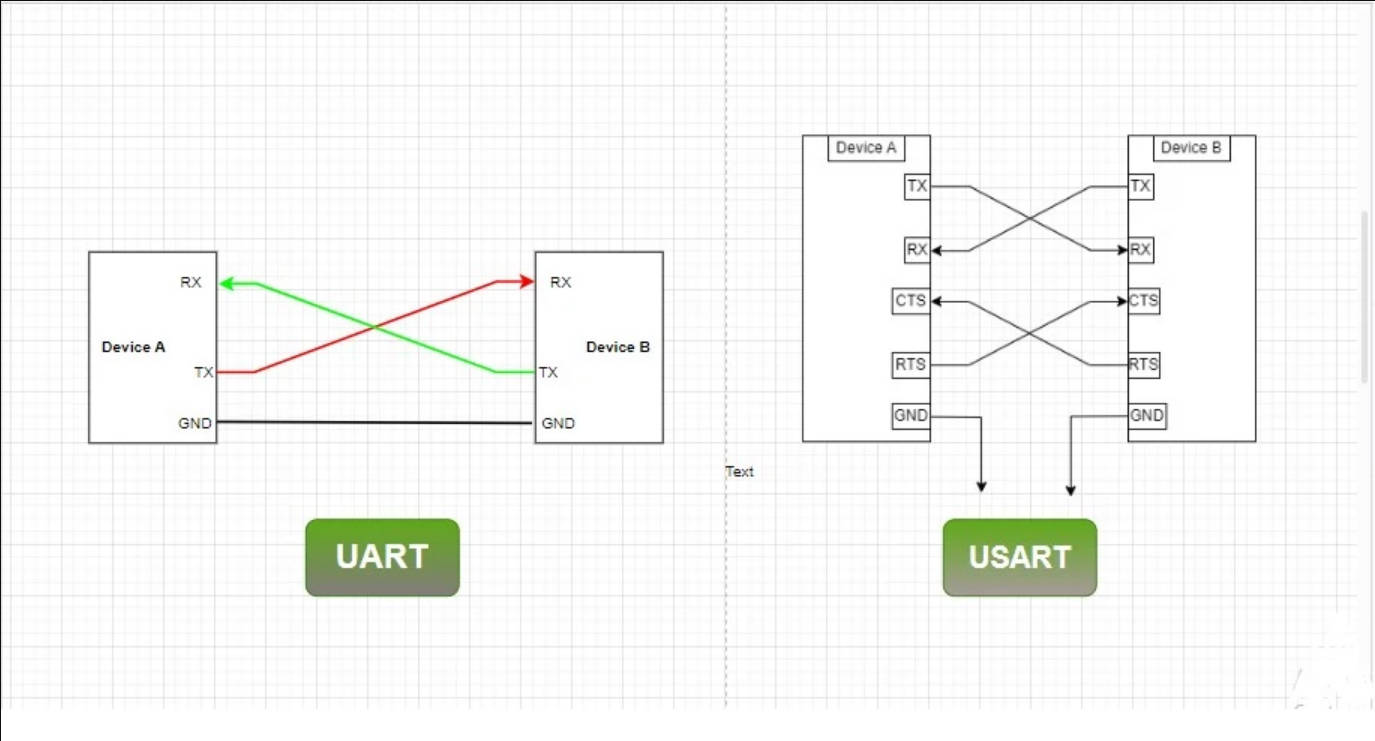 RX
RX
Device A
Device B
TX
TX
GND
GND
UART
Text
Device A
Device B
TX
TX
RX
RX
CTS
CTS
RTS
RTS
GND
GND
USART